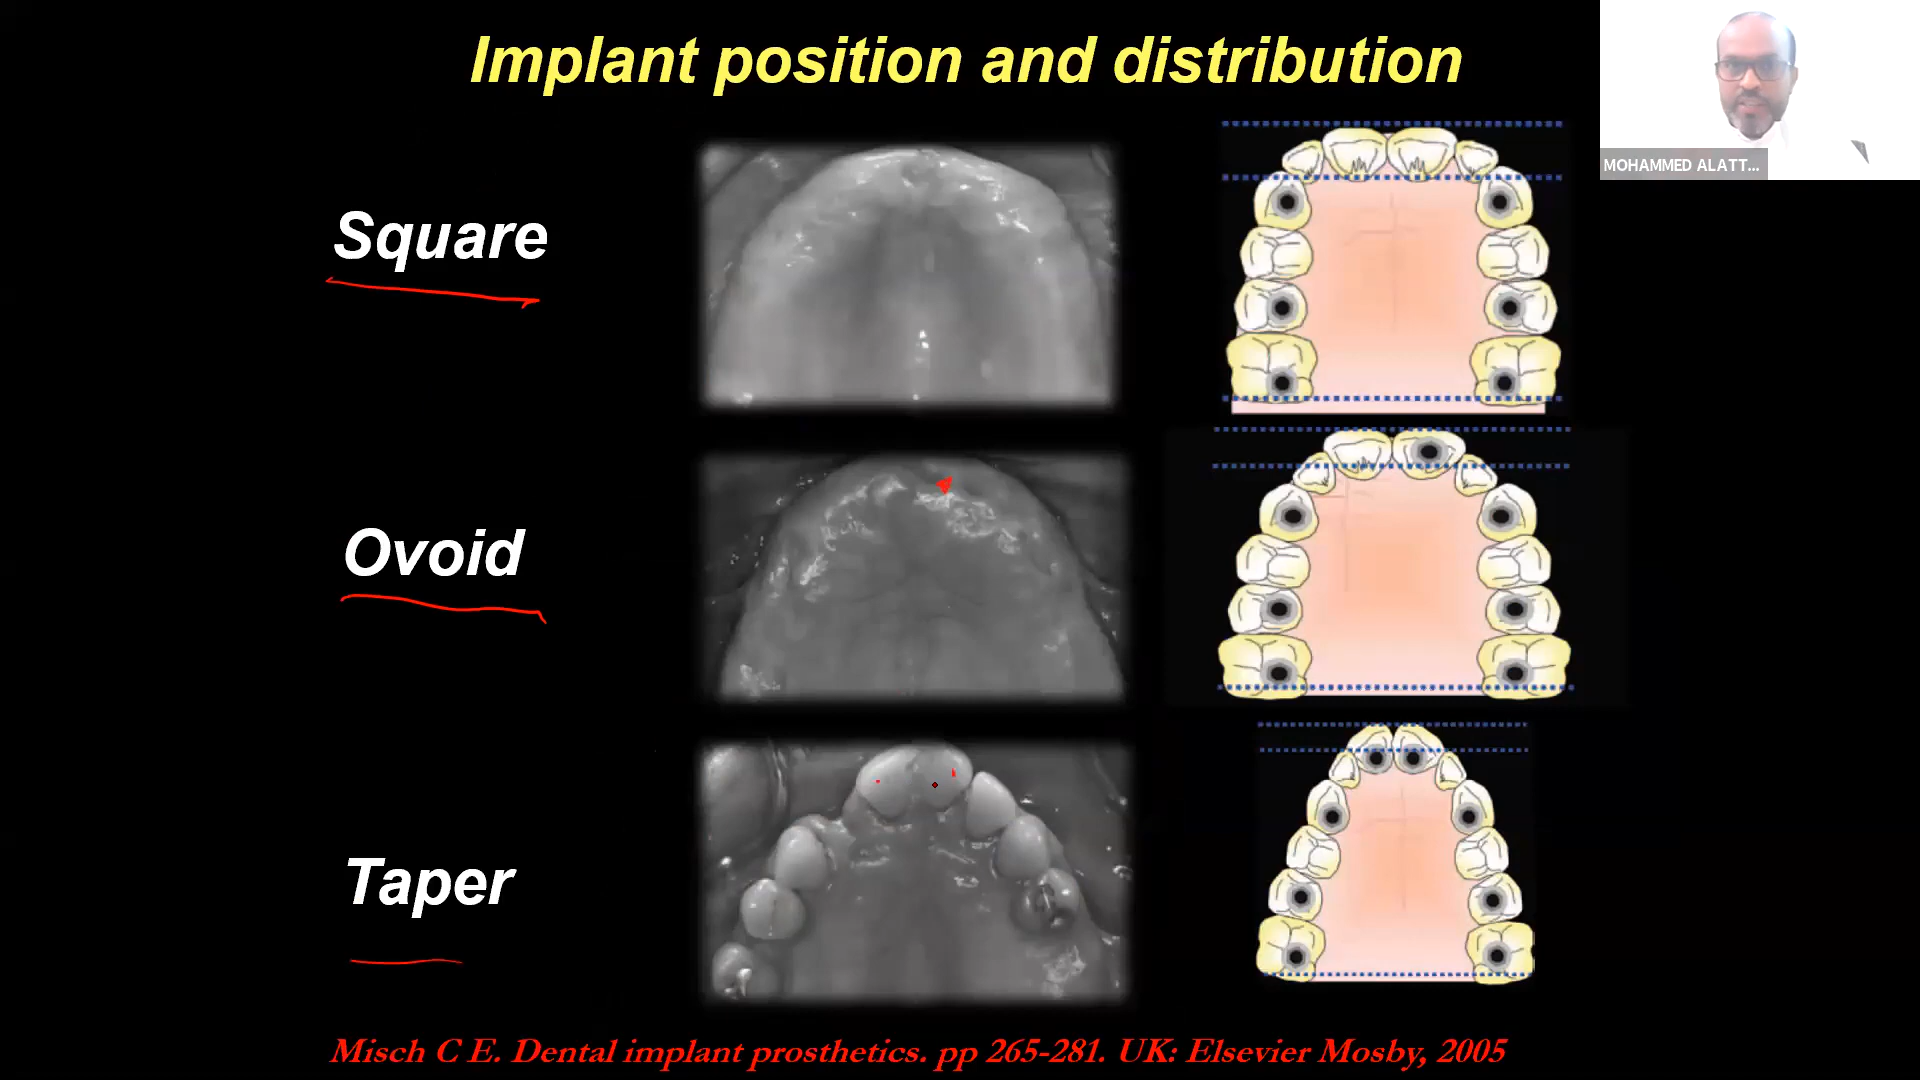 Implant position and distribution
MOHAMMED ALATT...
Square
Ovoid
Taper
Misch C E. Dental implant prosthetics. pp 265-281. UK: Elsevier Mosby, 2005